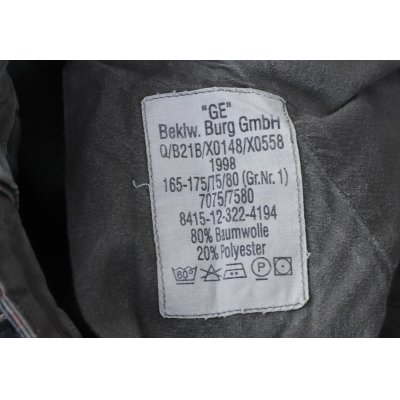 "GE"
Beklw. Burg GmbH
Q/B21B/X0148/X0558
1998
165-175/75/80 (Gr.Nr. 1)
7075/7580
8415-12-322-4194
80% Baumwolle
20% Polyester
60° P